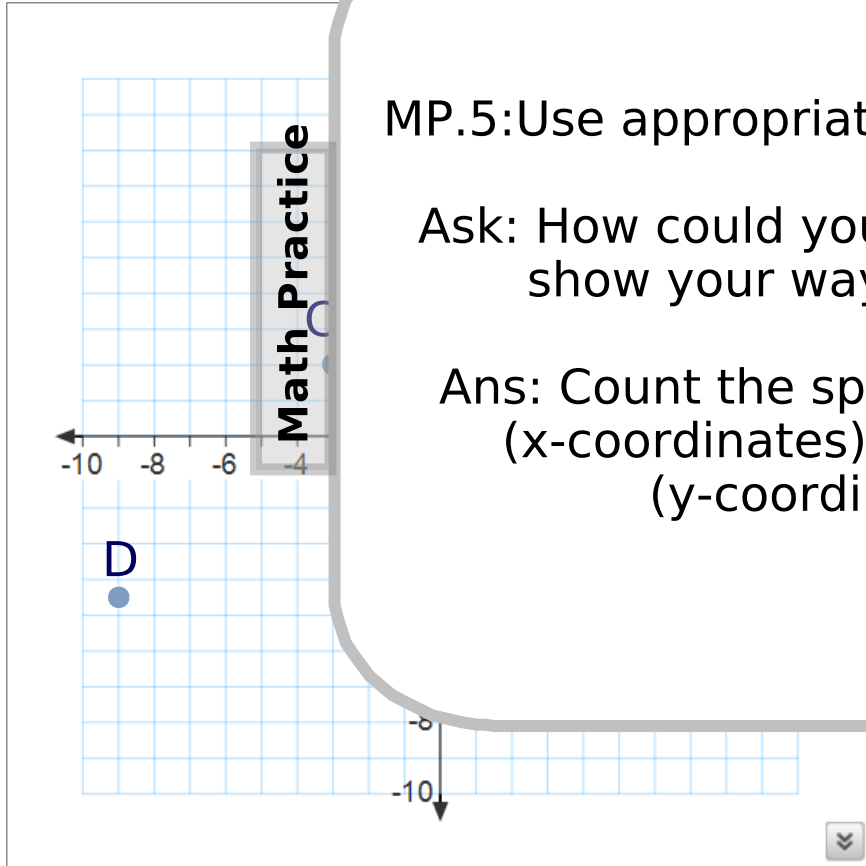 MP.5:Use appropriat
Ask: How could you
show your way
Ans: Count the sp
(x-coordinates)
(y-coordi
Math Practice
C
-10 -8 -6 -4
D
-8
-10